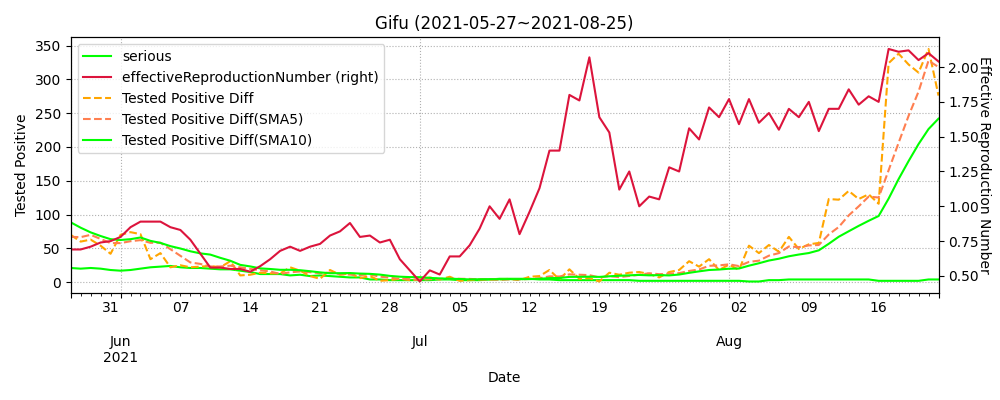 Gifu (2021-05-27~2021-08-25)
serious
effectiveReproductionNumber (right)
Tested Positive Diff
Tested Positive Diff(SMA5)
Tested Positive Diff(SMA10)
Tested Positive
350
300
250
200
150
100
50
0
2.00
1.75
1.50
1.25
1.00
0.75
0.50
Effective Reproduction Number
31 07 14 21 28 05 12 19 26 02 09 16
Jun Jul Aug
2021
Date